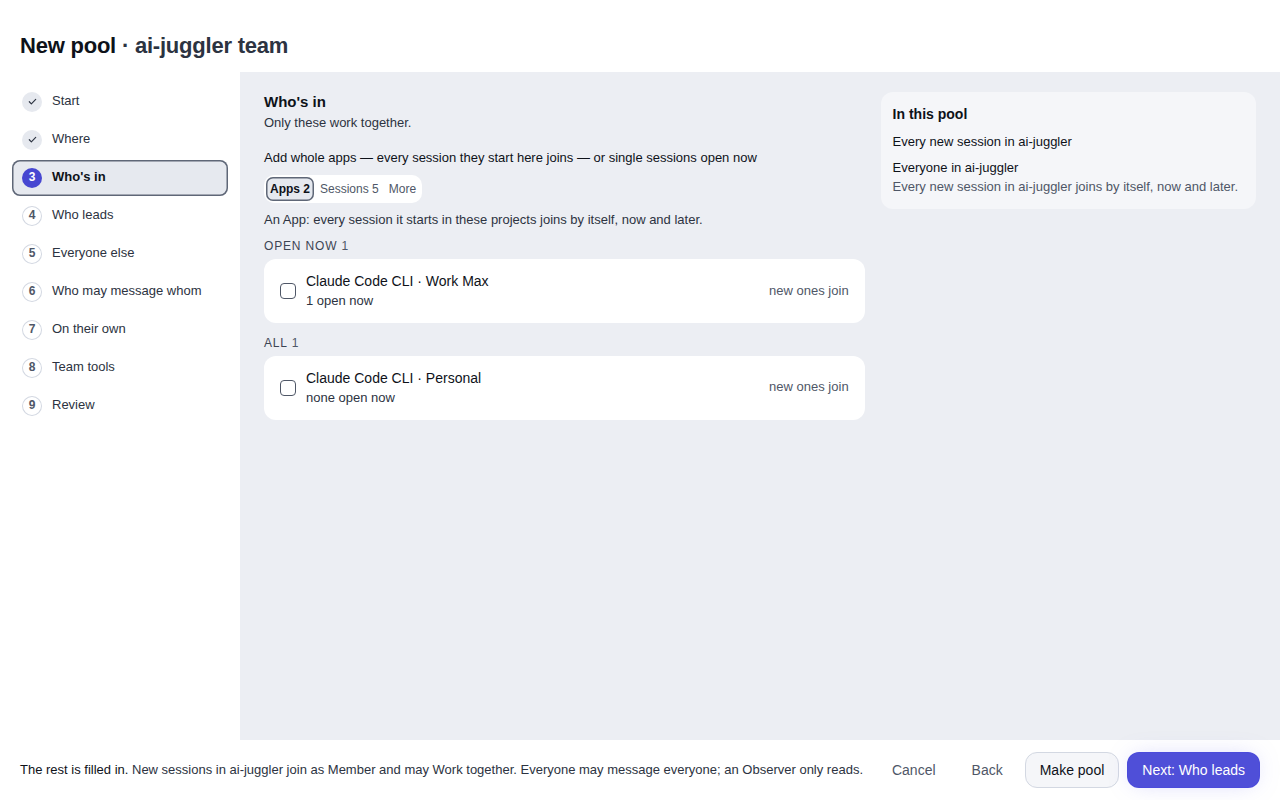 New pool · ai-juggler team
Start
Where
3 Who's in
4 Who leads
5 Everyone else
6 Who may message whom
7 On their own
8 Team tools
9 Review
Who's in
Only these work together.
Add whole apps — every session they start here joins — or single sessions open now
Apps 2 Sessions 5 More
An App: every session it starts in these projects joins by itself, now and later.
OPEN NOW 1
Claude Code CLI · Work Max
1 open now
new ones join
ALL 1
Claude Code CLI · Personal
none open now
new ones join
In this pool
Every new session in ai-juggler
Everyone in ai-juggler
Every new session in ai-juggler joins by itself, now and later.
The rest is filled in. New sessions in ai-juggler join as Member and may Work together. Everyone may message everyone; an Observer only reads.
Cancel Back Make pool Next: Who leads